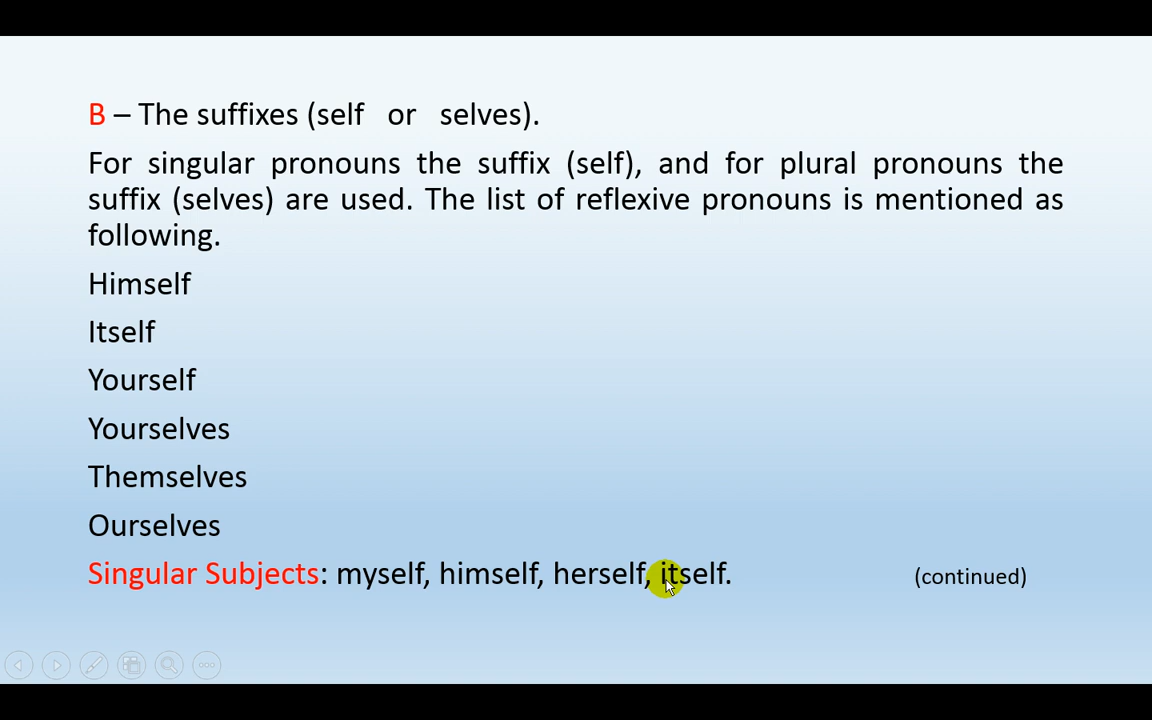 B – The suffixes (self or selves).
For singular pronouns the suffix (self), and for plural pronouns the
suffix (selves) are used. The list of reflexive pronouns is mentioned as
following.
Himself
Itself
Yourself
Yourselves
Themselves
Ourselves
Singular Subjects: myself, himself, herself, itself. (continued)